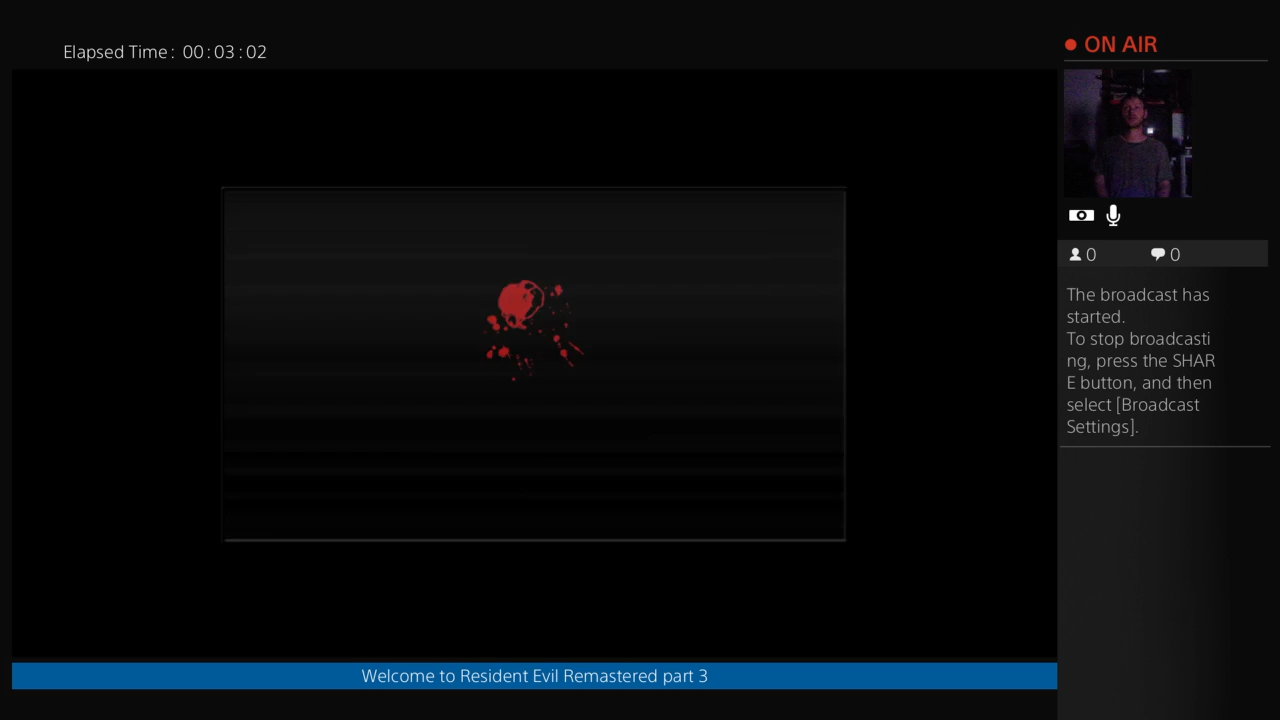 Elapsed Time: 00:03:02
ON AIR
0
0
The broadcast has
started.
To stop broadcasti
ng, press the SHAR
E button, and then
select [Broadcast
Settings].
Welcome to Resident Evil Remastered part 3